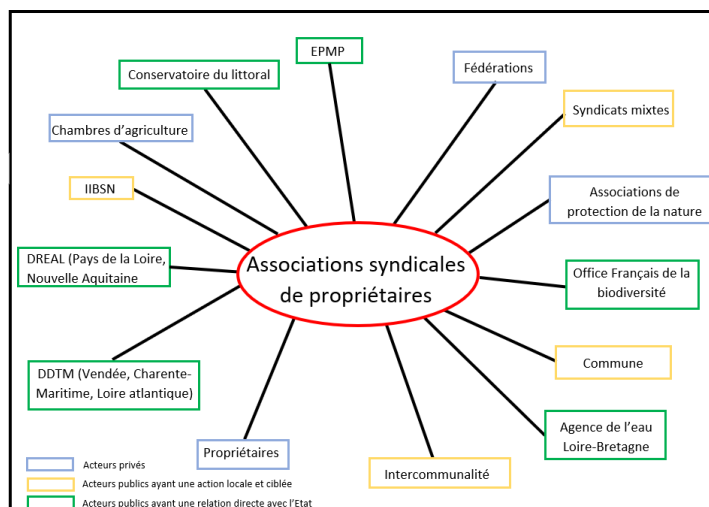 EPMP
Conservatoire du littoral
Fédérations
Syndicats mixtes
Chambres d’agriculture
IIBSN
Associations de
protection de la nature
DREAL (Pays de la Loire,
Nouvelle Aquitaine
Associations syndicales
de propriétaires
Office Français de la
biodiversité
DDTM (Vendée, Charente-
Maritime, Loire atlantique)
Commune
Agence de l’eau
Loire-Bretagne
Propriétaires
Intercommunalité
Acteurs privés
Acteurs publics ayant une action locale et ciblée
Acteurs publics ayant une relation directe avec l’Etat